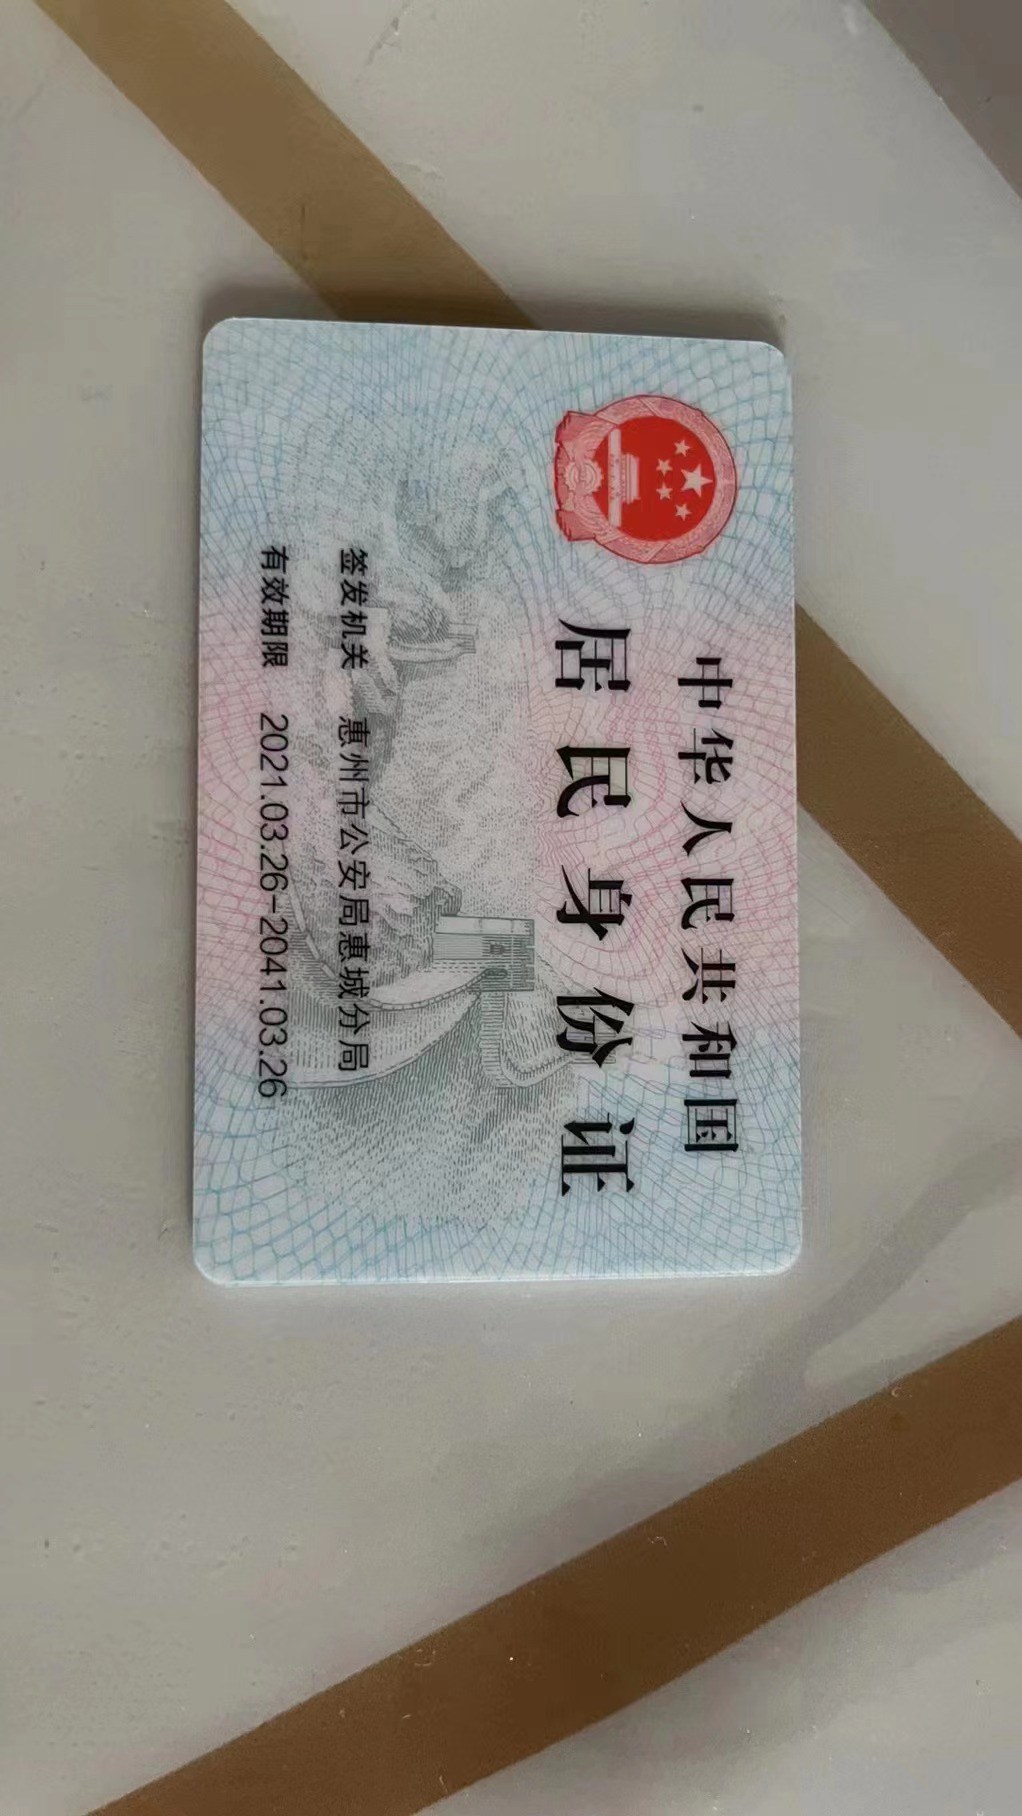 中华人民共和国
居民身份证
签发机关 惠州市公安局惠城分局
有效期限 2021.03.26-2041.03.26